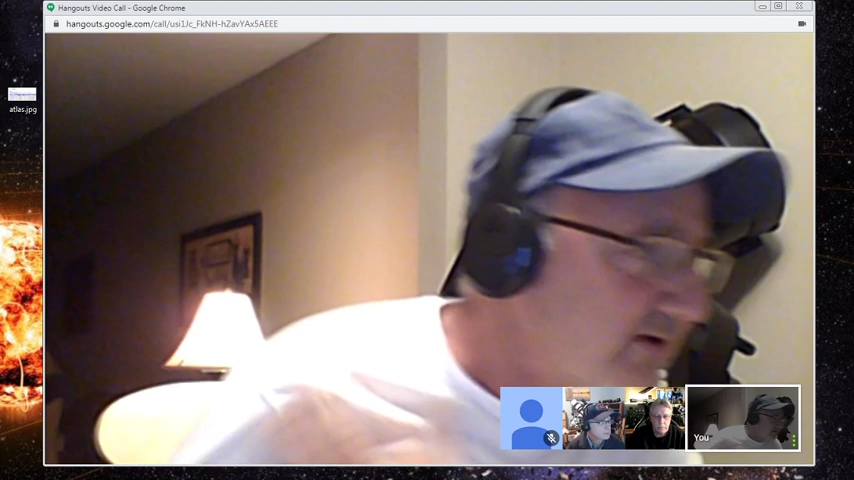 Hangouts Video Call - Google Chrome
hangouts.google.com/call/usi1Jc_FkNH-hZavYAx5AEEE
atlas.jpg
You